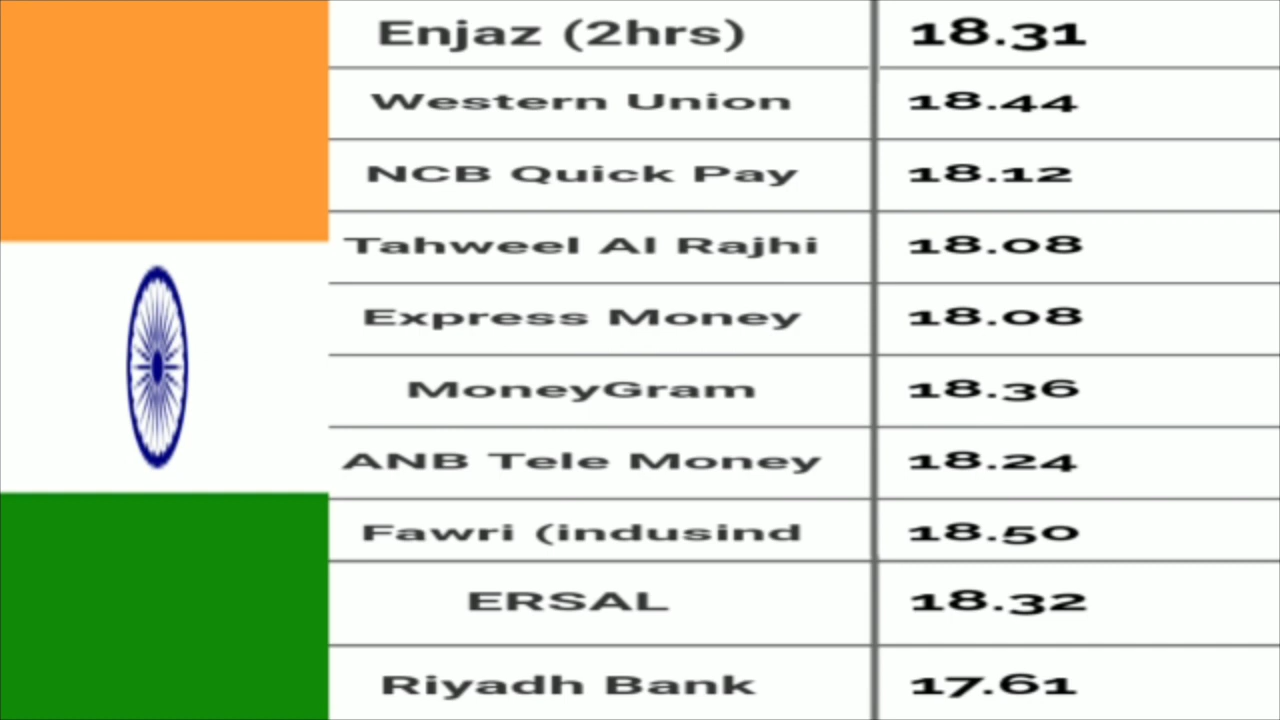 Enjaz (2hrs) 18.31
Western Union 18.44
NCB Quick Pay 18.12
Tahweel Al Rajhi 18.08
Express Money 18.08
MoneyGram 18.36
ANB Tele Money 18.24
Fawri (indusind 18.50
ERSAL 18.32
Riyadh Bank 17.61